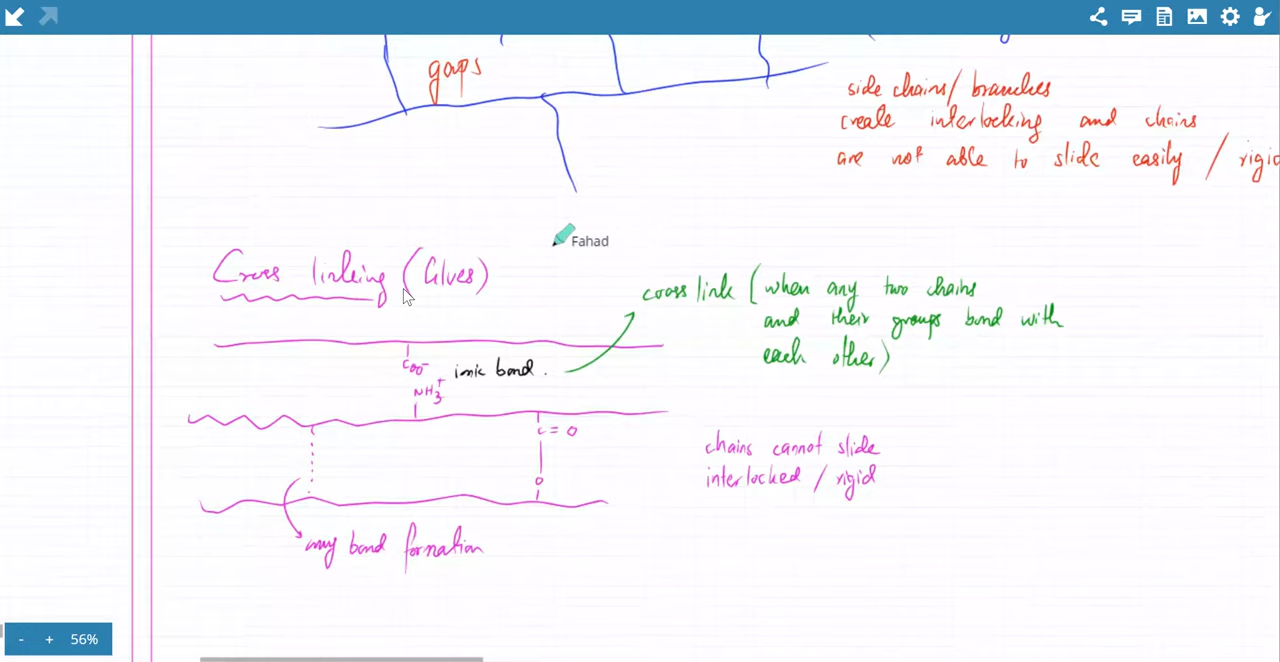 gaps
side chains/ branches
create interlocking and chains
are not able to slide easily / rigid
Fahad
Cross linking (Glues)
cross link (when any two chains
and their groups bond with
each other)
COO-
ionic bond.
NH3+
C=O
O
chains cannot slide
interlocked / rigid
any bond formation
- + 56%